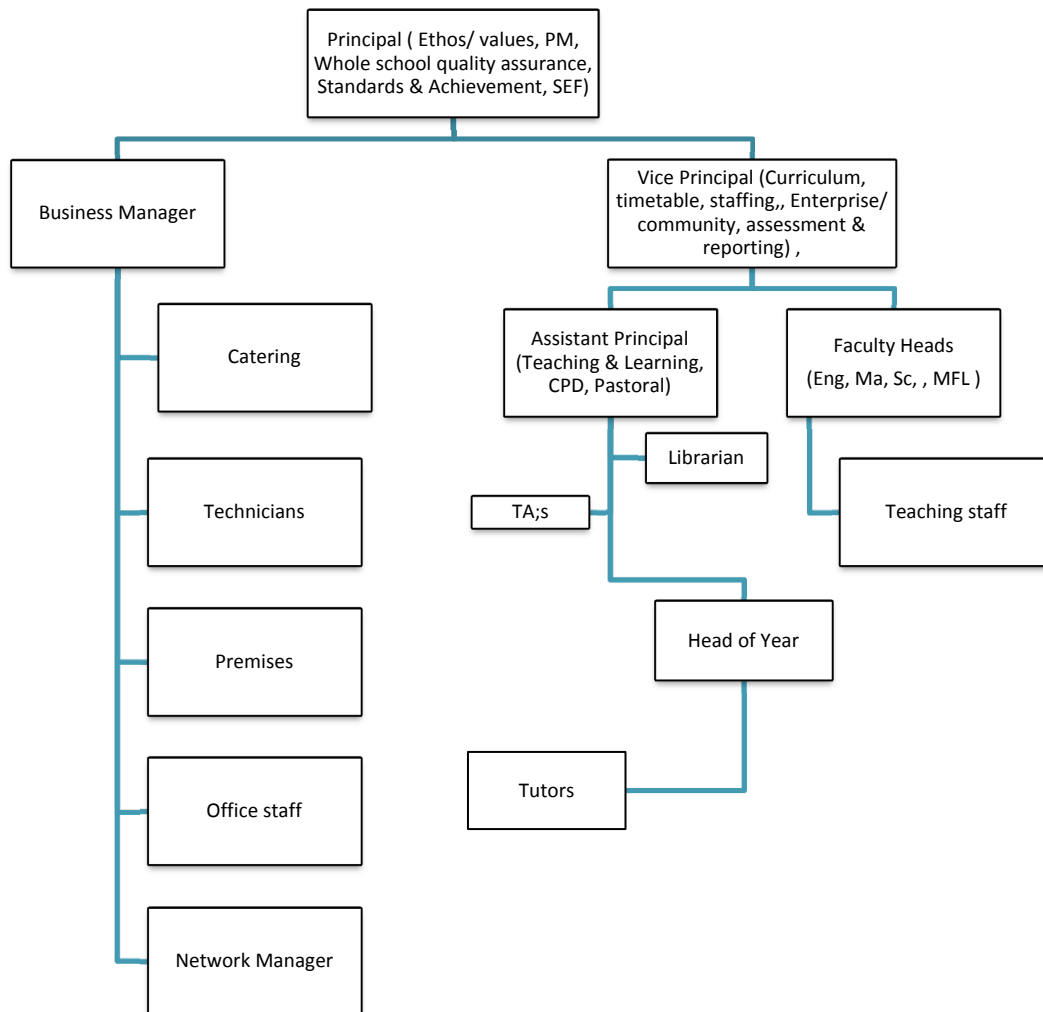 Principal ( Ethos/ values, PM,
Whole school quality assurance,
Standards & Achievement, SEF)
Business Manager
Vice Principal (Curriculum,
timetable, staffing,, Enterprise/
community, assessment &
reporting) ,
Catering
Assistant Principal
(Teaching & Learning,
CPD, Pastoral)
Faculty Heads
(Eng, Ma, Sc, , MFL )
Librarian
Technicians
TA;s
Teaching staff
Premises
Head of Year
Office staff
Tutors
Network Manager